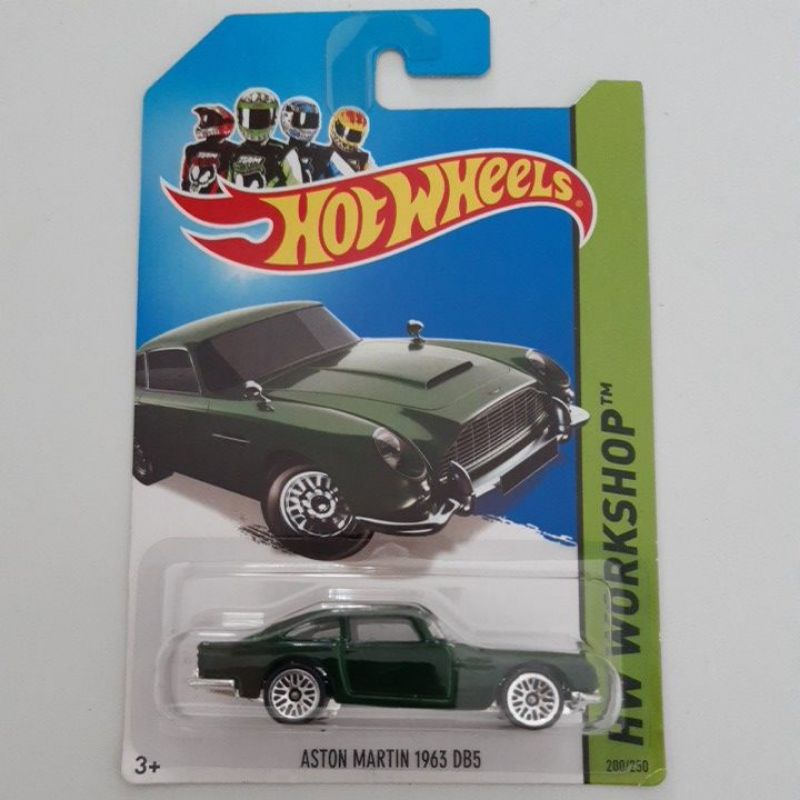 HOT WHEELS
HW WORKSHOP™
3+
ASTON MARTIN 1963 DB5
200/250